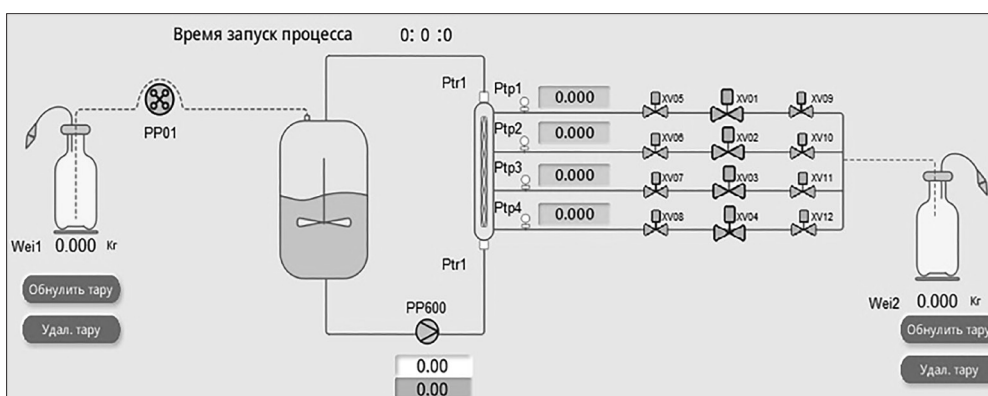 Время запуск процесса 0: 0 :0
Ptr1
Ptp1 0.000
XV05 XV01 XV09
PP01
Ptp2 0.000
XV06 XV02 XV10
Ptp3 0.000
XV07 XV03 XV11
Ptp4 0.000
XV08 XV04 XV12
Wei1 0.000 Кг
Ptr1
Обнулить тару
Удал. тару
PP600
0.00
0.00
Wei2 0.000 Кг
Обнулить тару
Удал. тару